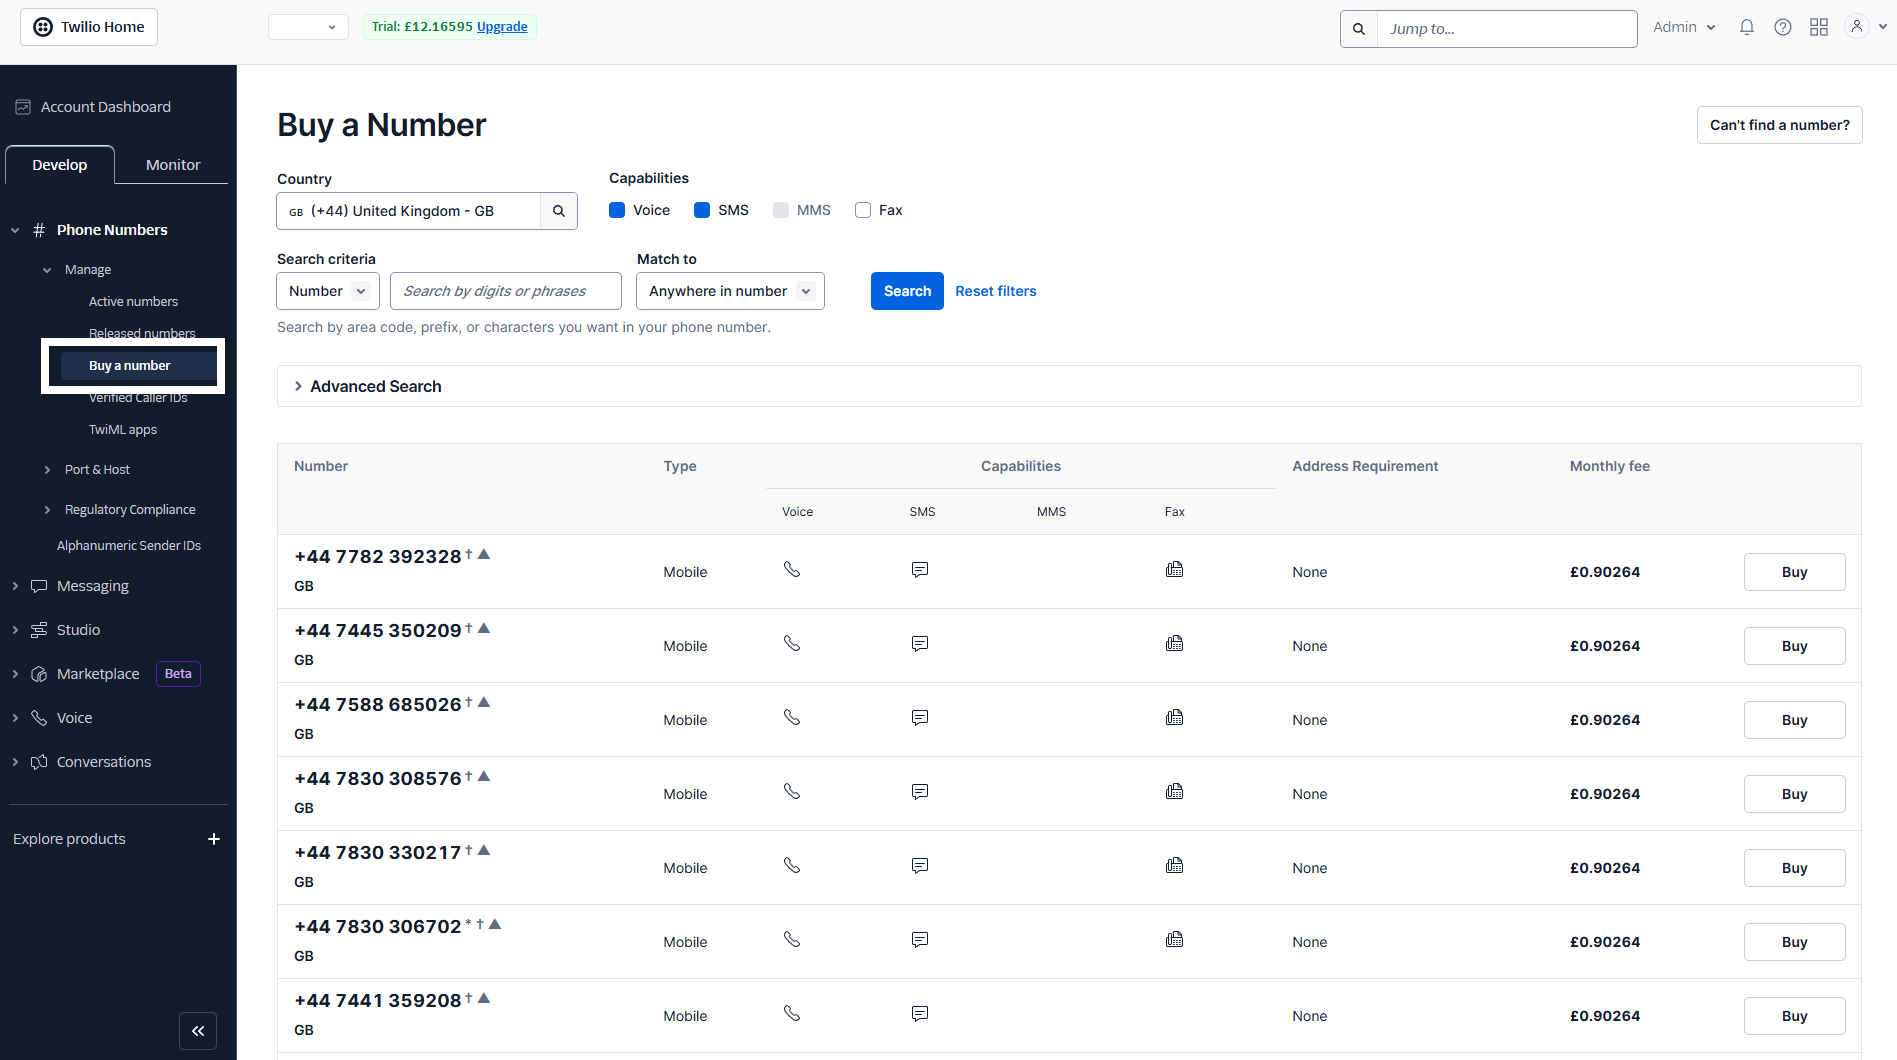 Twilio Home
Trial: £12.16595 Upgrade
Jump to...
Admin
Account Dashboard
Develop
Monitor
# Phone Numbers
Manage
Active numbers
Released numbers
Buy a number
Verified Caller IDs
TwiML apps
Port & Host
Regulatory Compliance
Alphanumeric Sender IDs
Messaging
Studio
Marketplace Beta
Voice
Conversations
Explore products +
Buy a Number
Can't find a number?
Country
GB (+44) United Kingdom - GB
Capabilities
Voice SMS MMS Fax
Search criteria
Number
Search by digits or phrases
Match to
Anywhere in number
Search
Reset filters
Search by area code, prefix, or characters you want in your phone number.
Advanced Search
Number Type Capabilities Address Requirement Monthly fee
Voice SMS MMS Fax
+44 7782 392328 † ▲
GB
Mobile None £0.90264 Buy
+44 7445 350209 † ▲
GB
Mobile None £0.90264 Buy
+44 7588 685026 † ▲
GB
Mobile None £0.90264 Buy
+44 7830 308576 † ▲
GB
Mobile None £0.90264 Buy
+44 7830 330217 † ▲
GB
Mobile None £0.90264 Buy
+44 7830 306702 * † ▲
GB
Mobile None £0.90264 Buy
+44 7441 359208 † ▲
GB
Mobile None £0.90264 Buy